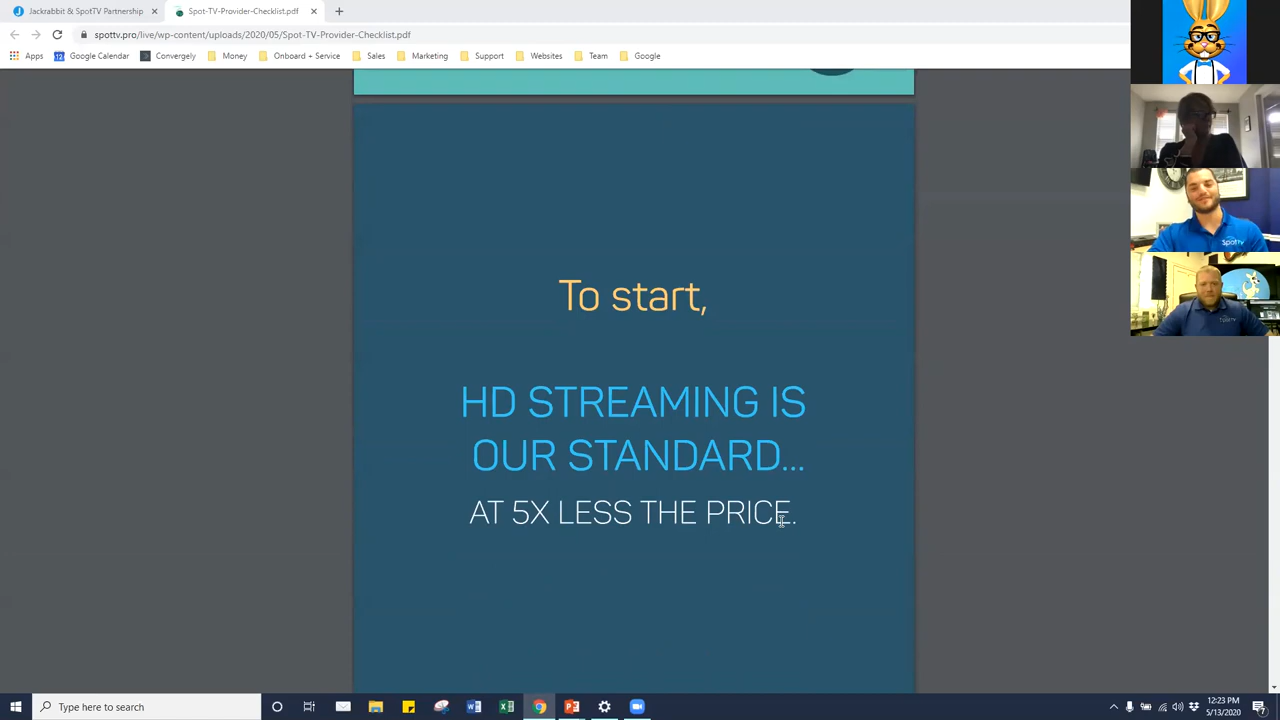 Jackrabbit & SpotTV Partnership
Spot-TV-Provider-Checklist.pdf
spottv.pro/live/wp-content/uploads/2020/05/Spot-TV-Provider-Checklist.pdf
Apps
Google Calendar
Convergely
Money
Onboard + Service
Sales
Marketing
Support
Websites
Team
Google
To start,
HD STREAMING IS
OUR STANDARD...
AT 5X LESS THE PRICE.
SpotTV
SpotTV
Type here to search
12:23 PM
5/13/2020